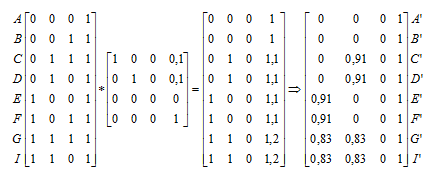 A 0 0 0 1 0 0 0 1 0 0 0 1 A'
B 0 0 1 1 0 0 0 1 0 0 0 1 B'
C 0 1 1 1 1 0 0 0,1 0 1 0 1,1 0 0,91 0 1 C'
D 0 1 0 1 0 1 0 0,1 0 1 0 1,1 0 0,91 0 1 D'
* = ⇒
E 1 0 0 1 0 0 0 0 1 0 0 1,1 0,91 0 0 1 E'
F 1 0 1 1 0 0 0 1 1 0 0 1,1 0,91 0 0 1 F'
G 1 1 1 1 1 1 0 1,2 0,83 0,83 0 1 G'
I 1 1 0 1 1 1 0 1,2 0,83 0,83 0 1 I'